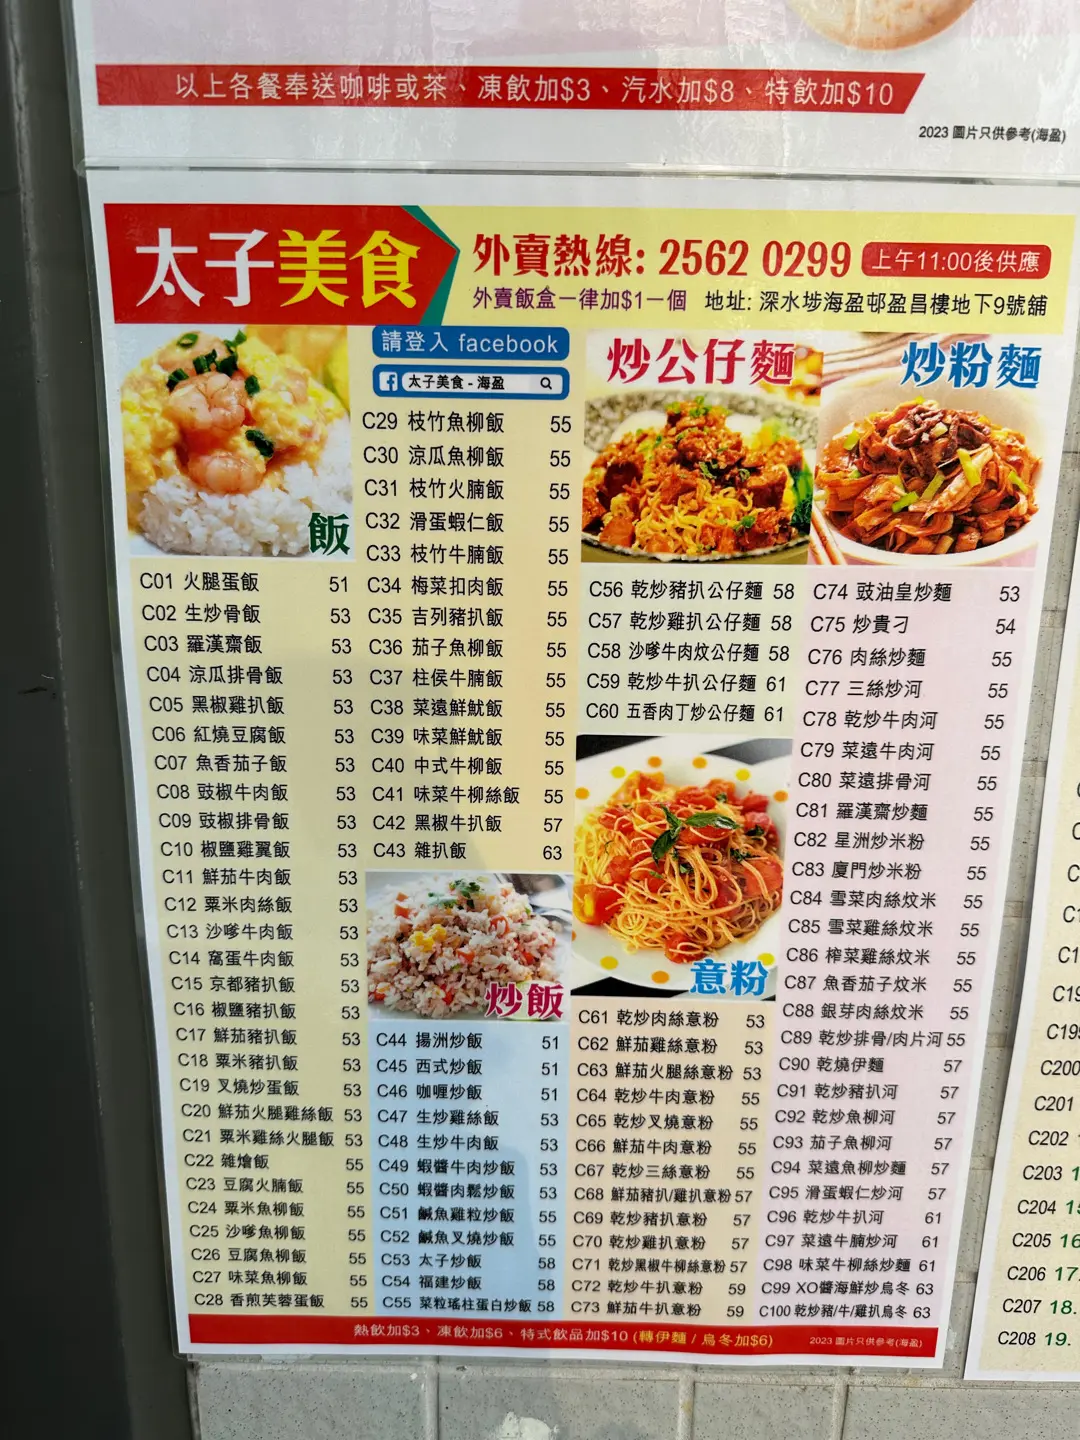 以上各餐奉送咖啡或茶、凍飲加$3、汽水加$8、特飲加$10
2023 圖片只供參考(海盈)
太子美食
外賣熱線: 2562 0299 上午11:00後供應
外賣飯盒一律加$1一個 地址: 深水埗海盈邨盈昌樓地下9號舖
飯
C01 火腿蛋飯 51
C02 生炒骨飯 53
C03 羅漢齋飯 53
C04 涼瓜排骨飯 53
C05 黑椒雞扒飯 53
C06 紅燒豆腐飯 53
C07 魚香茄子飯 53
C08 豉椒牛肉飯 53
C09 豉椒排骨飯 53
C10 椒鹽雞翼飯 53
C11 鮮茄牛肉飯 53
C12 粟米肉絲飯 53
C13 沙嗲牛肉飯 53
C14 窩蛋牛肉飯 53
C15 京都豬扒飯 53
C16 椒鹽豬扒飯 53
C17 鮮茄豬扒飯 53
C18 粟米豬扒飯 53
C19 叉燒炒蛋飯 53
C20 鮮茄火腿雞絲飯 53
C21 粟米雞絲火腿飯 53
C22 雜燴飯 55
C23 豆腐火腩飯 55
C24 粟米魚柳飯 55
C25 沙嗲魚柳飯 55
C26 豆腐魚柳飯 55
C27 味菜魚柳飯 55
C28 香煎芙蓉蛋飯 55
請登入 facebook
太子美食 - 海盈
C29 枝竹魚柳飯 55
C30 涼瓜魚柳飯 55
C31 枝竹火腩飯 55
C32 滑蛋蝦仁飯 55
C33 枝竹牛腩飯 55
C34 梅菜扣肉飯 55
C35 吉列豬扒飯 55
C36 茄子魚柳飯 55
C37 柱侯牛腩飯 55
C38 菜遠鮮魷飯 55
C39 味菜鮮魷飯 55
C40 中式牛柳飯 55
C41 味菜牛柳絲飯 55
C42 黑椒牛扒飯 57
C43 雜扒飯 63
炒飯
C44 揚洲炒飯 51
C45 西式炒飯 51
C46 咖喱炒飯 51
C47 生炒雞絲飯 53
C48 生炒牛肉飯 53
C49 蝦醬牛肉炒飯 53
C50 蝦醬肉鬆炒飯 53
C51 鹹魚雞粒炒飯 55
C52 鹹魚叉燒炒飯 55
C53 太子炒飯 58
C54 福建炒飯 58
C55 菜粒瑤柱蛋白炒飯 58
炒公仔麵
C56 乾炒豬扒公仔麵 58
C57 乾炒雞扒公仔麵 58
C58 沙嗲牛肉炆公仔麵 58
C59 乾炒牛扒公仔麵 61
C60 五香肉丁炒公仔麵 61
意粉
C61 乾炒肉絲意粉 53
C62 鮮茄雞絲意粉 53
C63 鮮茄火腿絲意粉 53
C64 乾炒牛肉意粉 55
C65 乾炒叉燒意粉 55
C66 鮮茄牛肉意粉 55
C67 乾炒三絲意粉 55
C68 鮮茄豬扒/雞扒意粉 57
C69 乾炒豬扒意粉 57
C70 乾炒雞扒意粉 57
C71 乾炒黑椒牛柳絲意粉 57
C72 乾炒牛扒意粉 59
C73 鮮茄牛扒意粉 59
炒粉麵
C74 豉油皇炒麵 53
C75 炒貴刁 54
C76 肉絲炒麵 55
C77 三絲炒河 55
C78 乾炒牛肉河 55
C79 菜遠牛肉河 55
C80 菜遠排骨河 55
C81 羅漢齋炒麵 55
C82 星洲炒米粉 55
C83 廈門炒米粉 55
C84 雪菜肉絲炆米 55
C85 雪菜雞絲炆米 55
C86 榨菜雞絲炆米 55
C87 魚香茄子炆米 55
C88 銀芽肉絲炆米 55
C89 乾炒排骨/肉片河 55
C90 乾燒伊麵 57
C91 乾炒豬扒河 57
C92 乾炒魚柳河 57
C93 茄子魚柳河 57
C94 菜遠魚柳炒麵 57
C95 滑蛋蝦仁炒河 57
C96 乾炒牛扒河 61
C97 菜遠牛腩炒河 61
C98 味菜牛柳絲炒麵 61
C99 XO醬海鮮炒烏冬 63
C100 乾炒豬/牛/雞扒烏冬 63
熱飲加$3、凍飲加$6、特式飲品加$10 (轉伊麵 / 烏冬加$6) 2023 圖片只供參考(海盈)
C200
C201
C202
C203
C204
C205
C206 17.
C207 18.
C208 19.